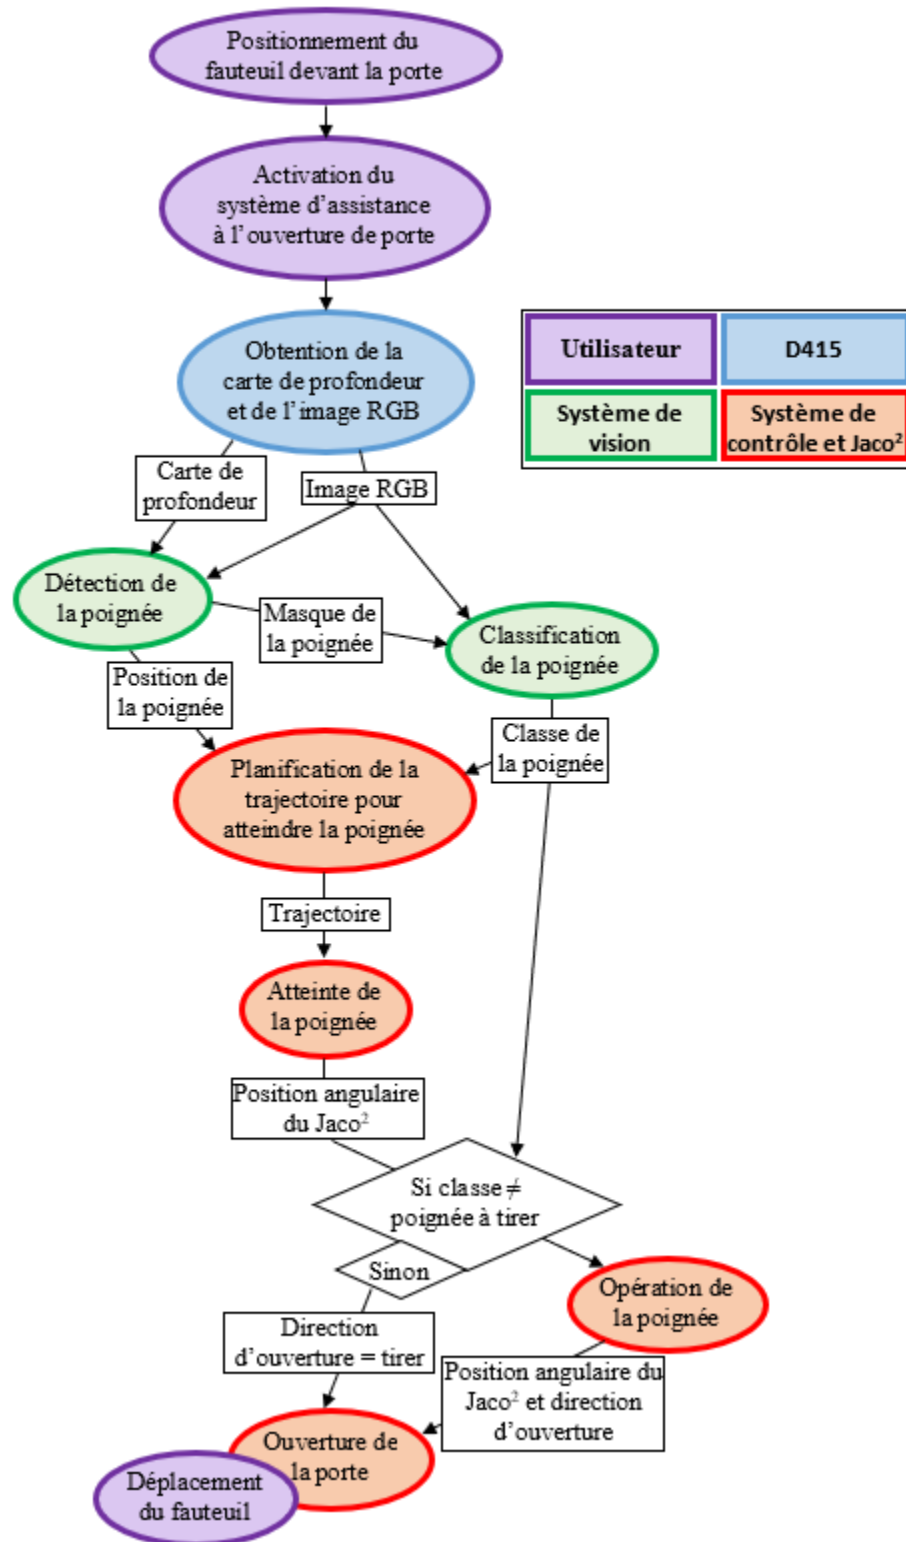 Positionnement du
fauteuil devant la porte
Activation du
système d'assistance
à l'ouverture de porte
Obtention de la
carte de profondeur
et de l'image RGB
Utilisateur
D415
Système de
vision
Système de
contrôle et Jaco²
Carte de
profondeur
Image RGB
Détection de
la poignée
Masque de
la poignée
Classification
de la poignée
Position de
la poignée
Classe de
la poignée
Planification de la
trajectoire pour
atteindre la poignée
Trajectoire
Atteinte de
la poignée
Position angulaire
du Jaco²
Si classe ≠
poignée à tirer
Sinon
Opération de
la poignée
Direction
d'ouverture = tirer
Position angulaire du
Jaco² et direction
d'ouverture
Ouverture de
la porte
Déplacement
du fauteuil